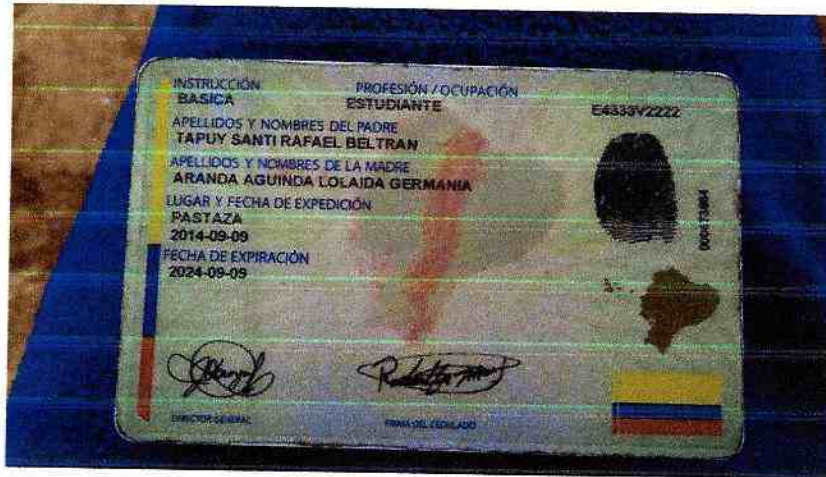 INSTRUCCIÓN
BASICA
PROFESIÓN / OCUPACIÓN
ESTUDIANTE
E4333V2222
APELLIDOS Y NOMBRES DEL PADRE
TAPUY SANTI RAFAEL BELTRAN
APELLIDOS Y NOMBRES DE LA MADRE
ARANDA AGUINDA LOLAIDA GERMANIA
LUGAR Y FECHA DE EXPEDICIÓN
PASTAZA
2014-09-09
FECHA DE EXPIRACIÓN
2024-09-09
DIRECTOR GENERAL
FIRMA DEL CEDULADO